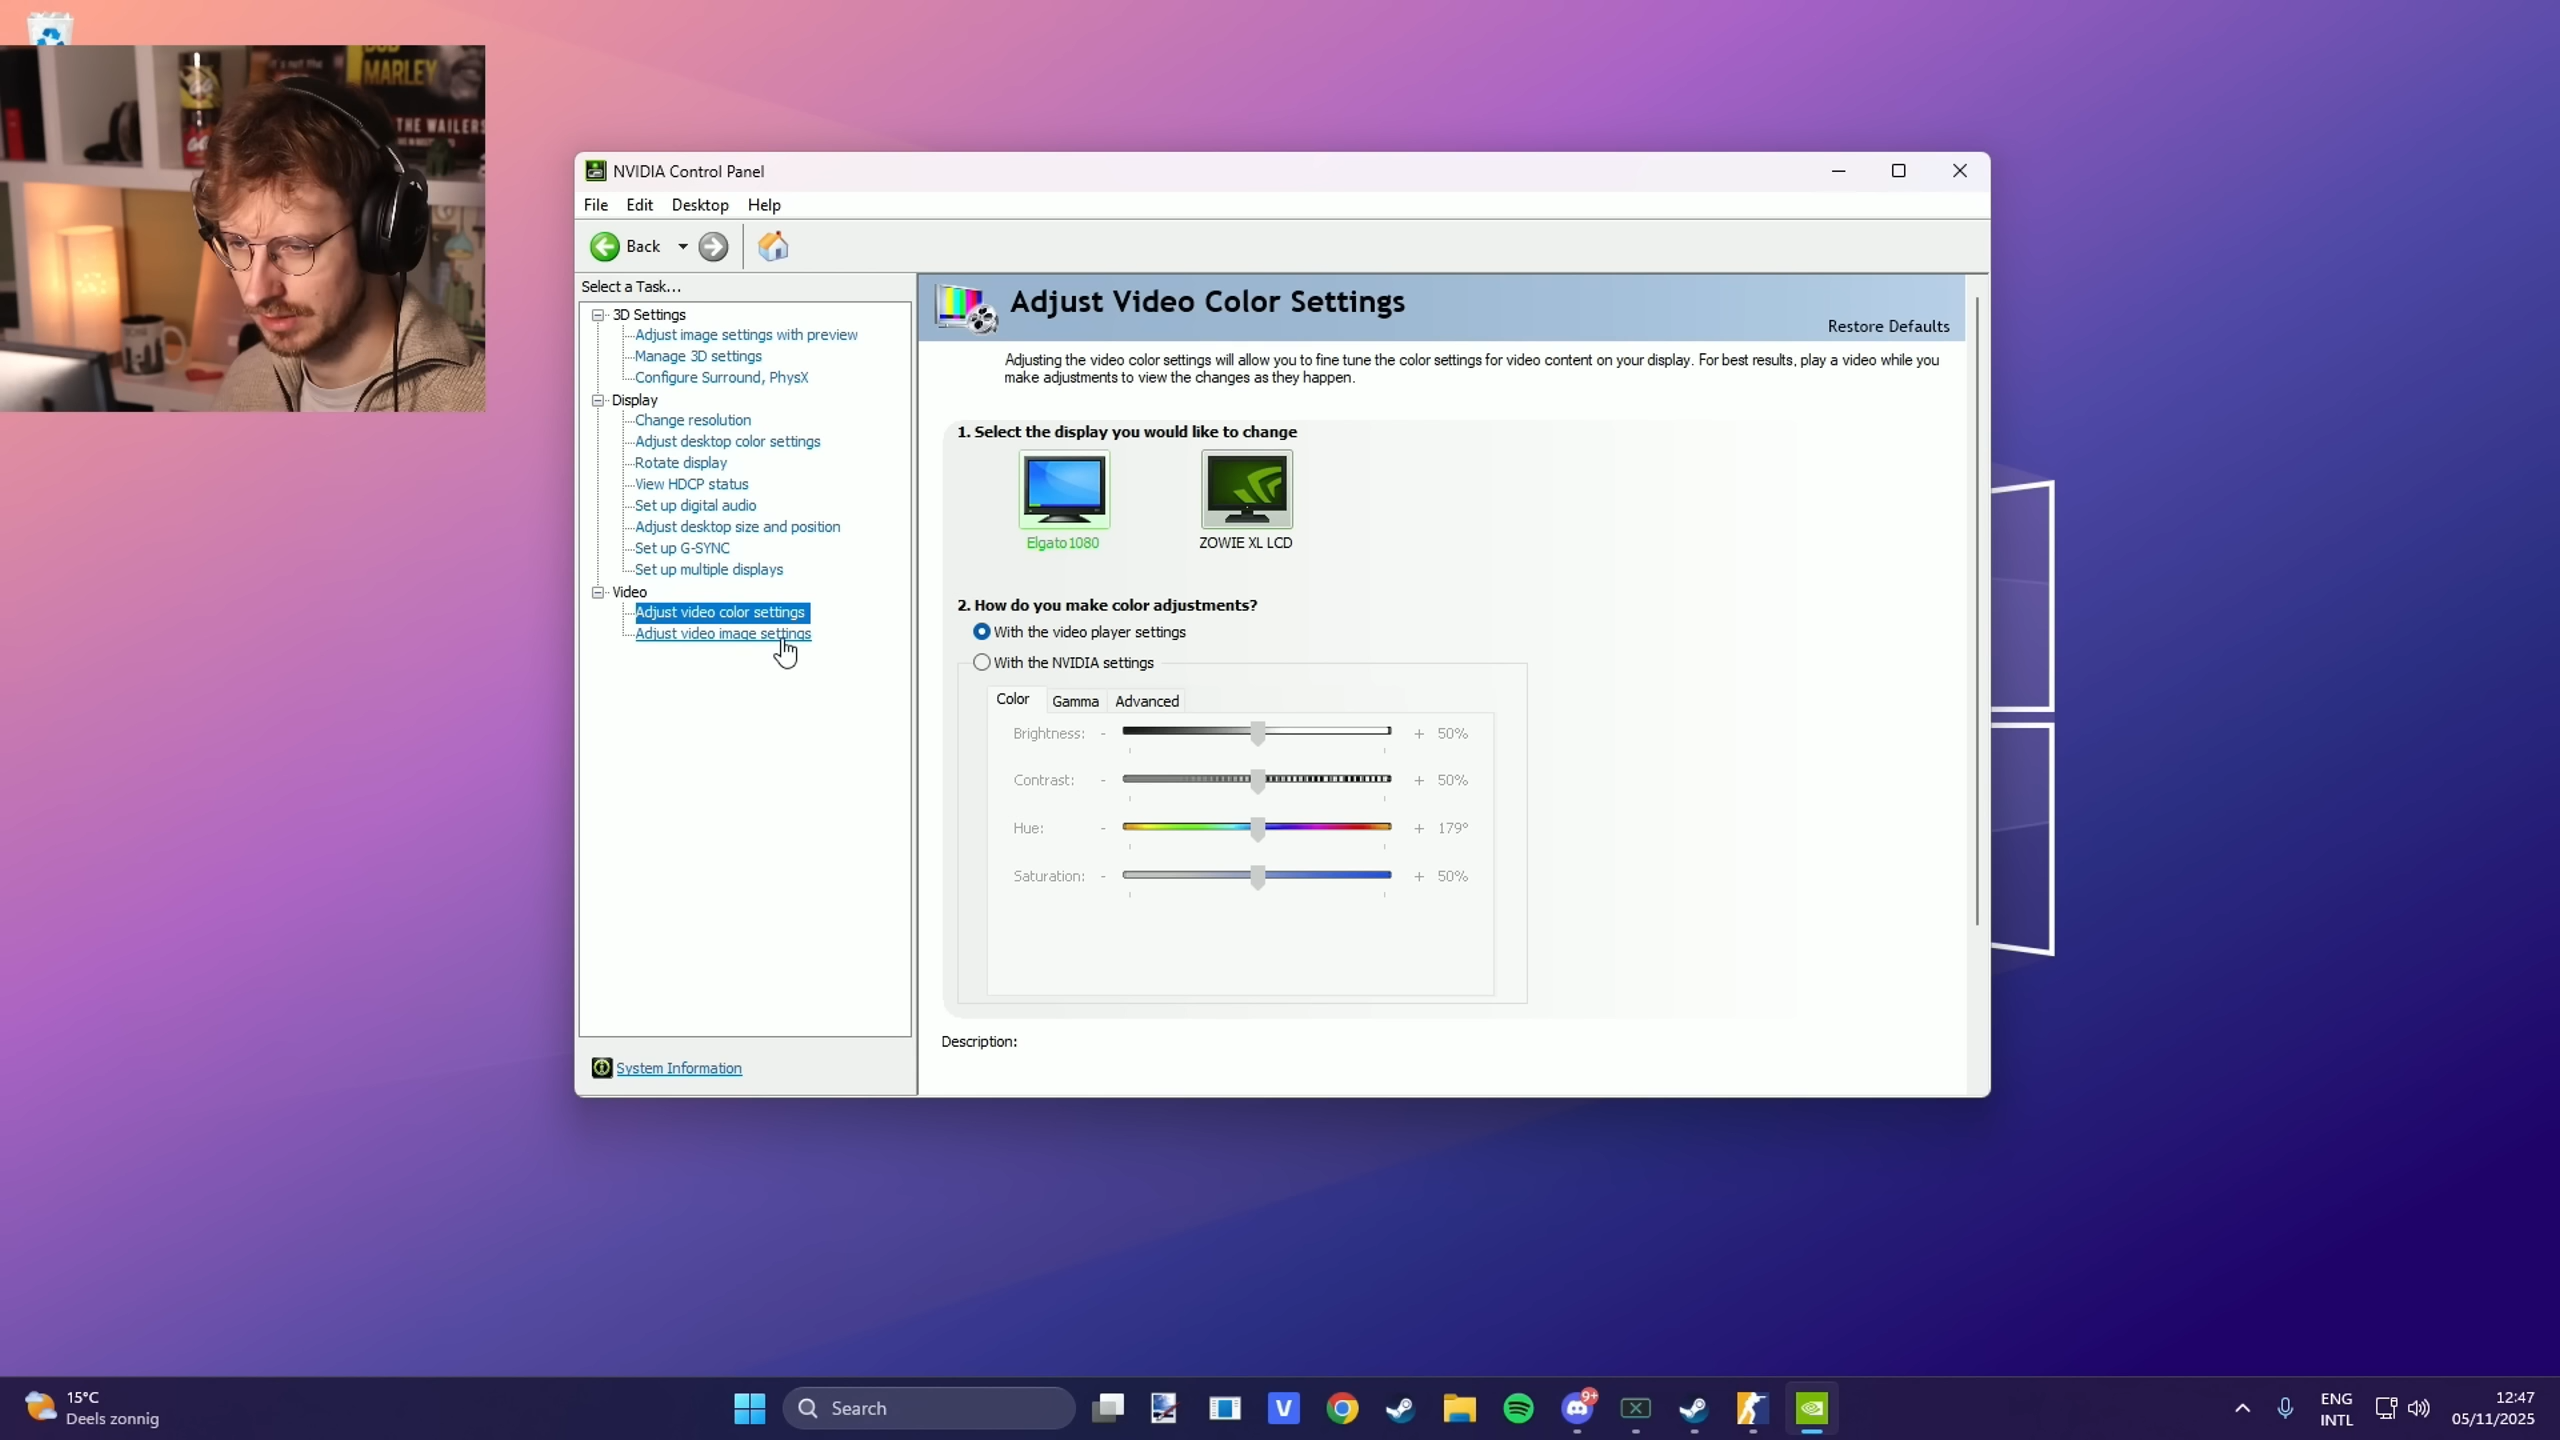 MARLEY
THE WAILERS
NVIDIA Control Panel
File Edit Desktop Help
Back
Select a Task...
3D Settings
Adjust image settings with preview
Manage 3D settings
Configure Surround, PhysX
Display
Change resolution
Adjust desktop color settings
Rotate display
View HDCP status
Set up digital audio
Adjust desktop size and position
Set up G-SYNC
Set up multiple displays
Video
Adjust video color settings
Adjust video image settings
System Information
Adjust Video Color Settings
Restore Defaults
Adjusting the video color settings will allow you to fine tune the color settings for video content on your display. For best results, play a video while you
make adjustments to view the changes as they happen.
1. Select the display you would like to change
Elgato1080 ZOWIE XL LCD
2. How do you make color adjustments?
With the video player settings
With the NVIDIA settings
Color Gamma Advanced
Brightness: - + 50%
Contrast: - + 50%
Hue: - + 179°
Saturation: - + 50%
Description:
15°C
Deels zonnig
Search
V
9+
ENG
INTL
12:47
05/11/2025